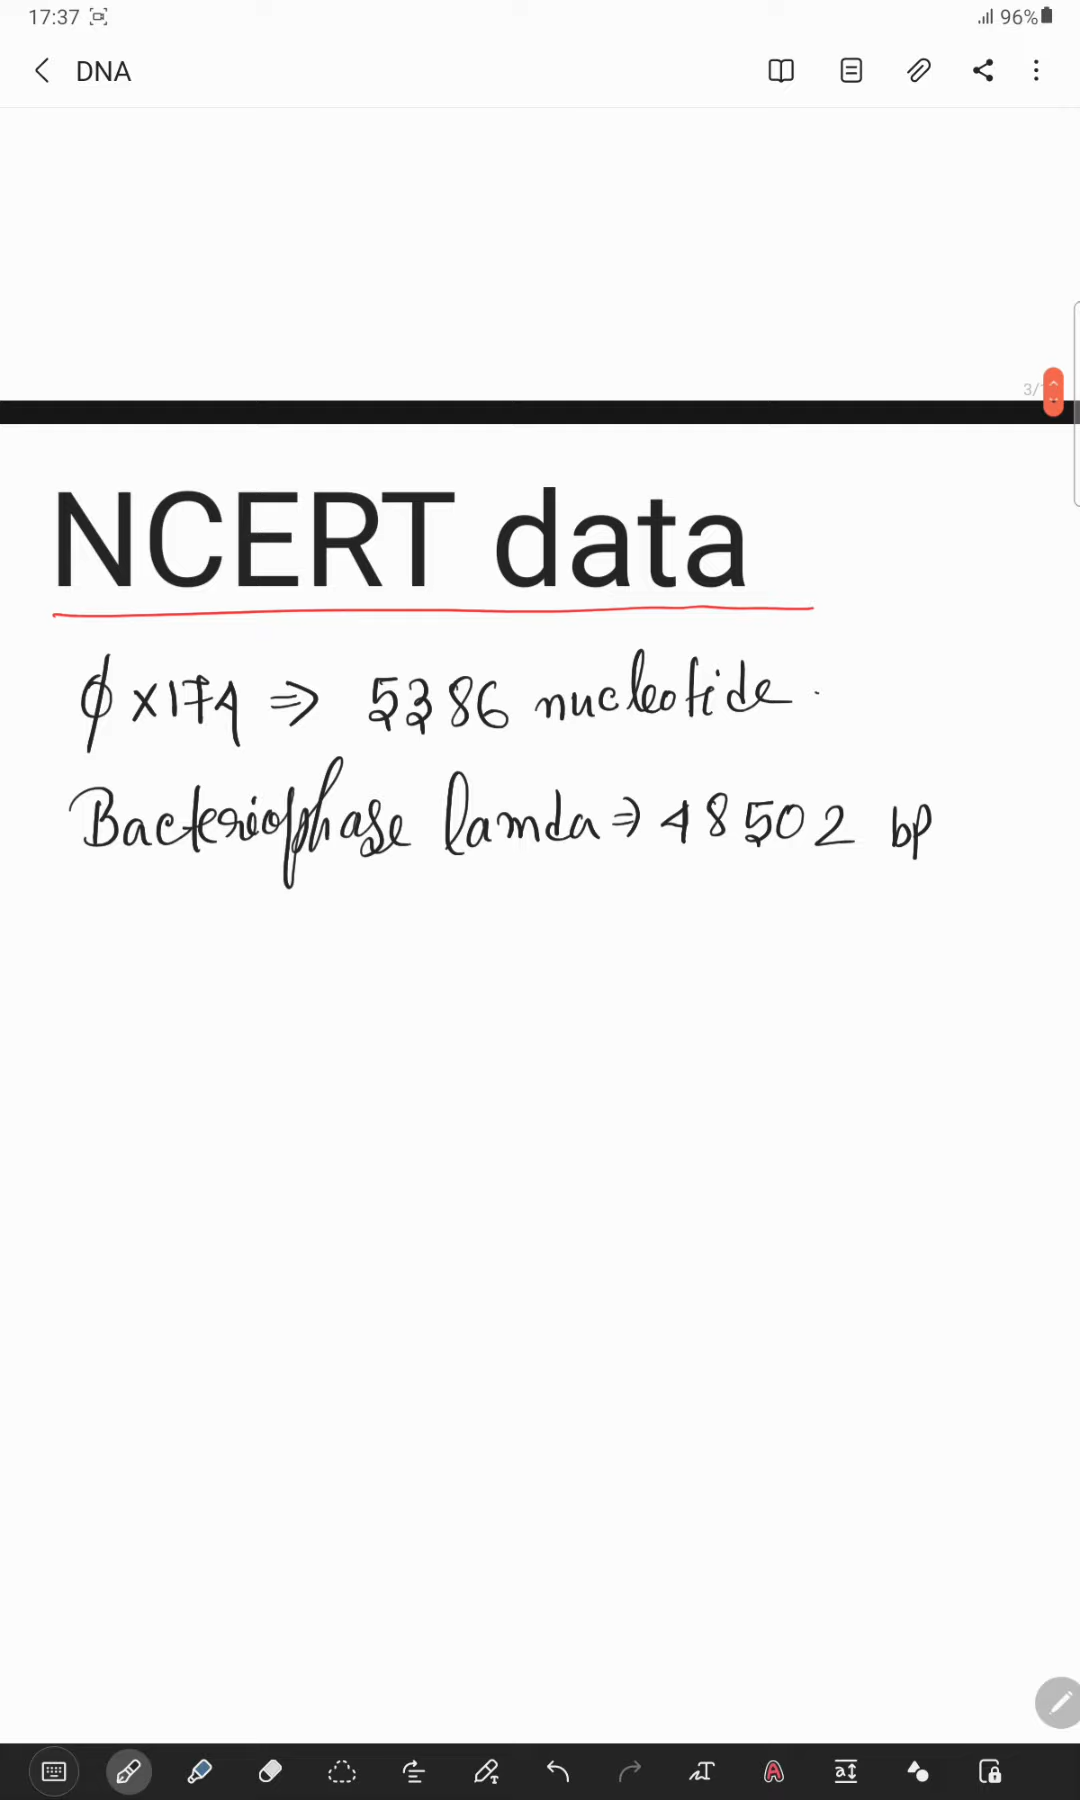 17:37 96%
DNA
3/
NCERT data
ϕ x174 ⇒ 5386 nucleotide.
Bacteriophage lamda ⇒ 48502 bp